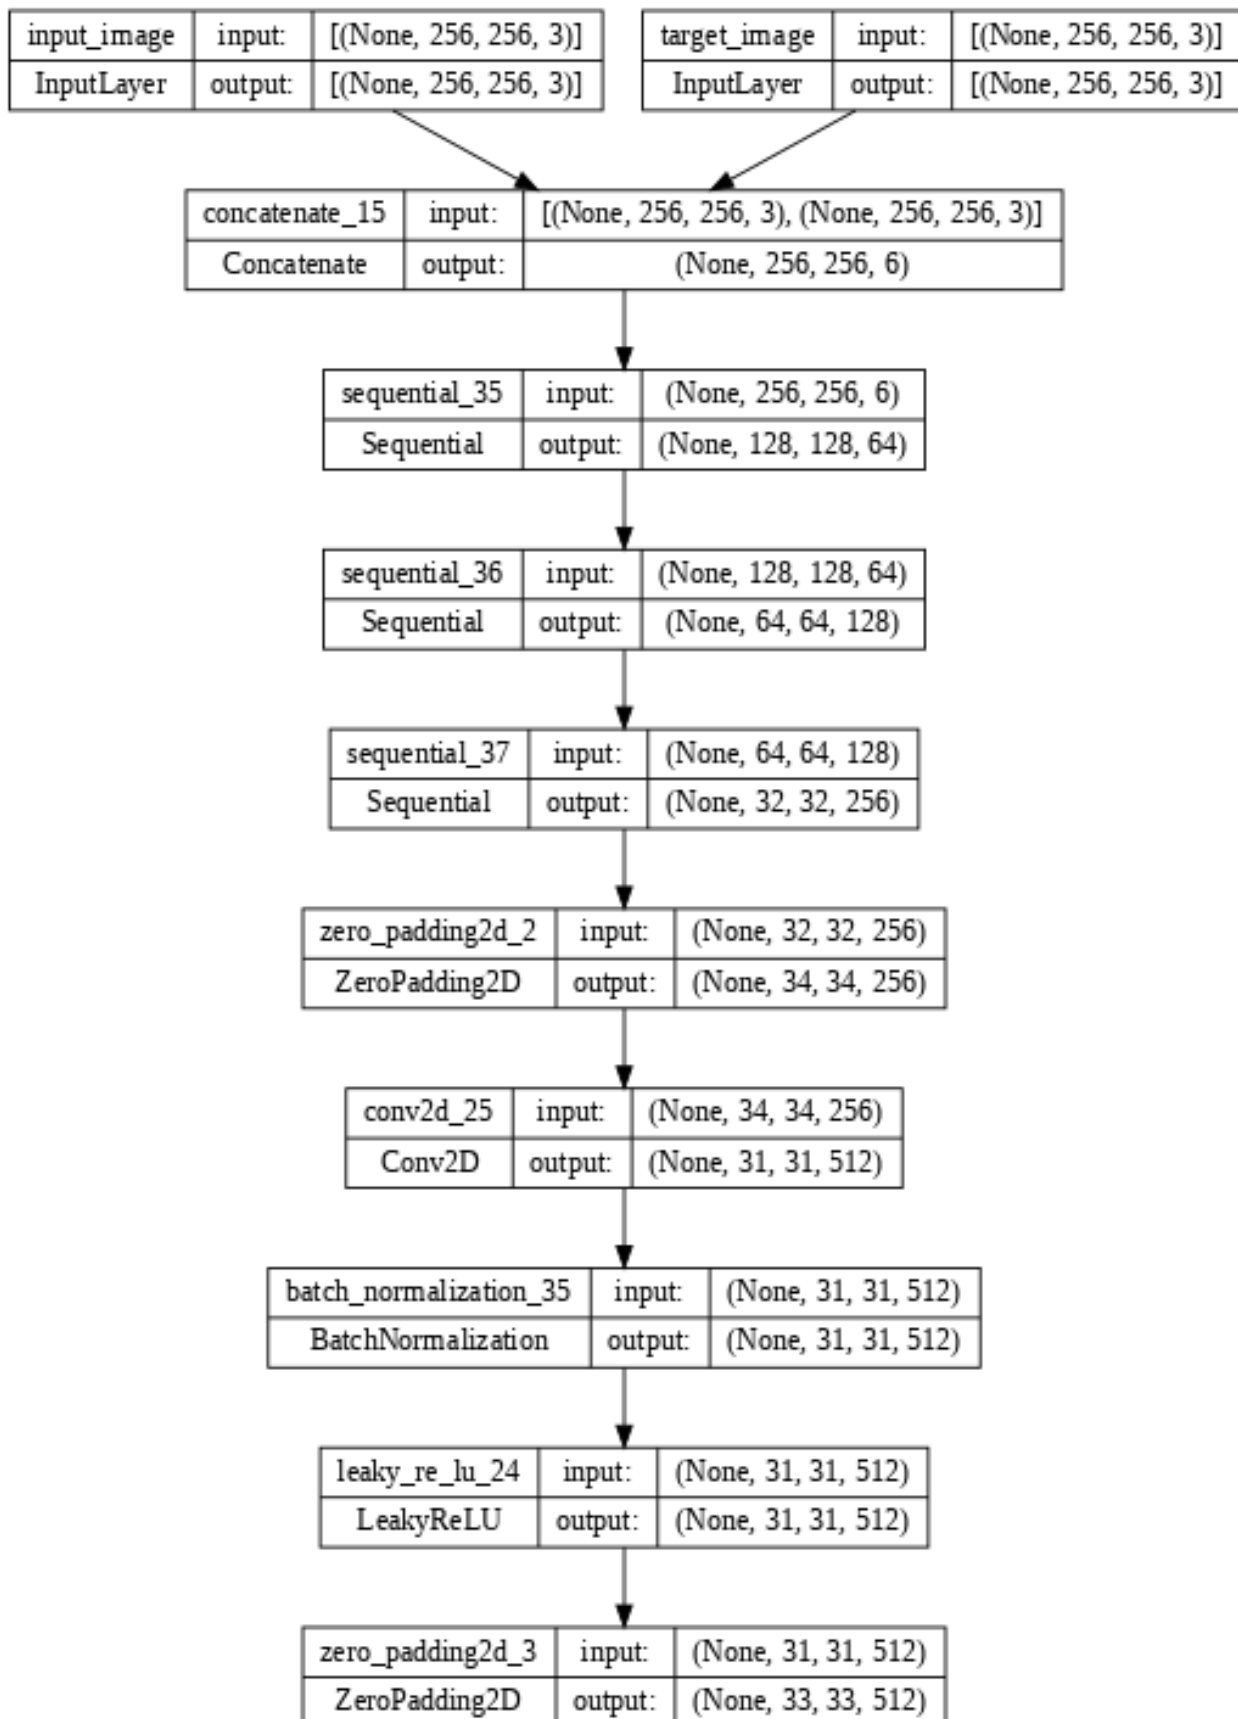 input_image input: [(None, 256, 256, 3)]
InputLayer output: [(None, 256, 256, 3)]
target_image input: [(None, 256, 256, 3)]
InputLayer output: [(None, 256, 256, 3)]
concatenate_15 input: [(None, 256, 256, 3), (None, 256, 256, 3)]
Concatenate output: (None, 256, 256, 6)
sequential_35 input: (None, 256, 256, 6)
Sequential output: (None, 128, 128, 64)
sequential_36 input: (None, 128, 128, 64)
Sequential output: (None, 64, 64, 128)
sequential_37 input: (None, 64, 64, 128)
Sequential output: (None, 32, 32, 256)
zero_padding2d_2 input: (None, 32, 32, 256)
ZeroPadding2D output: (None, 34, 34, 256)
conv2d_25 input: (None, 34, 34, 256)
Conv2D output: (None, 31, 31, 512)
batch_normalization_35 input: (None, 31, 31, 512)
BatchNormalization output: (None, 31, 31, 512)
leaky_re_lu_24 input: (None, 31, 31, 512)
LeakyReLU output: (None, 31, 31, 512)
zero_padding2d_3 input: (None, 31, 31, 512)
ZeroPadding2D output: (None, 33, 33, 512)